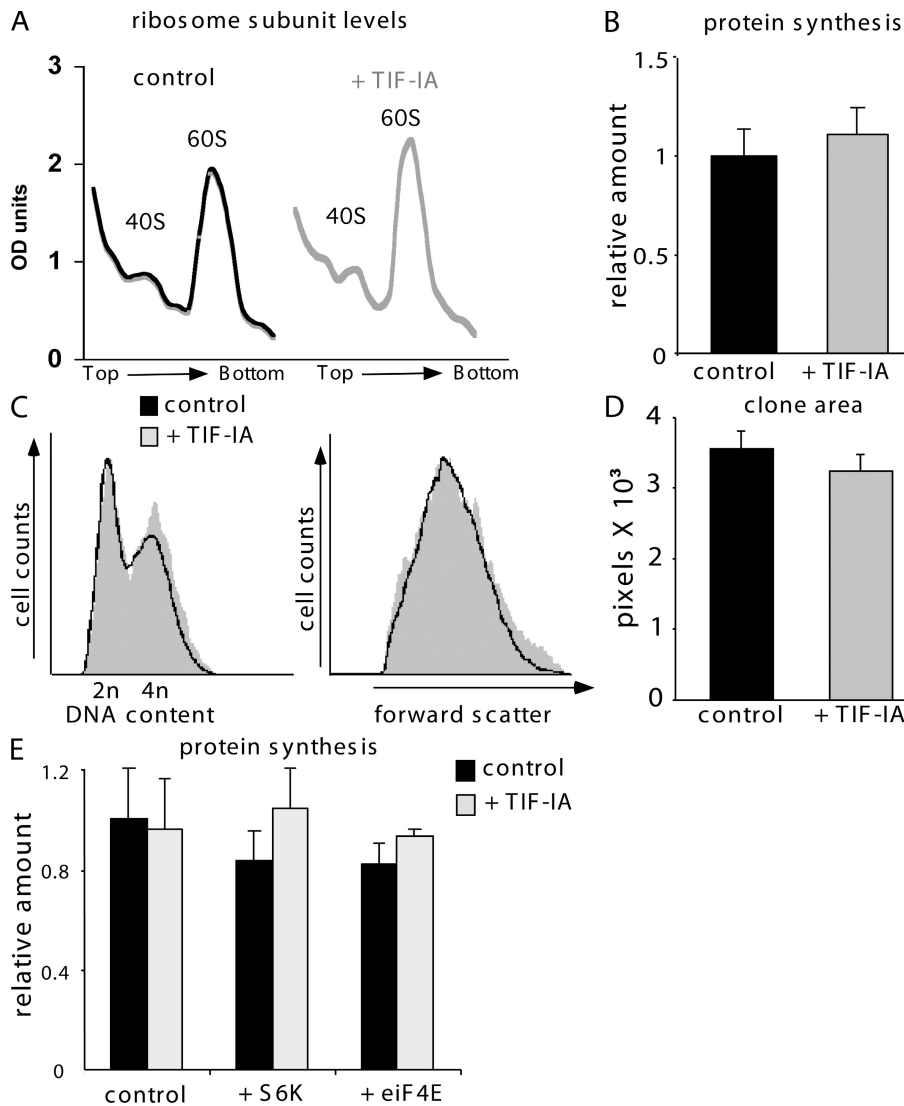 A ribosome subunit levels
control + TIF-IA
3
2
1
0
OD units
40S 60S
40S 60S
Top Bottom Top Bottom
B protein synthesis
1.5
1
0.5
0
relative amount
control + TIF-IA
C
control
+ TIF-IA
cell counts
2n 4n
DNA content
cell counts
forward scatter
D clone area
4
3
2
1
0
pixels X 10³
control + TIF-IA
E protein synthesis
control
+ TIF-IA
1.2
0.8
0.4
0
relative amount
control + S6K + eiF4E